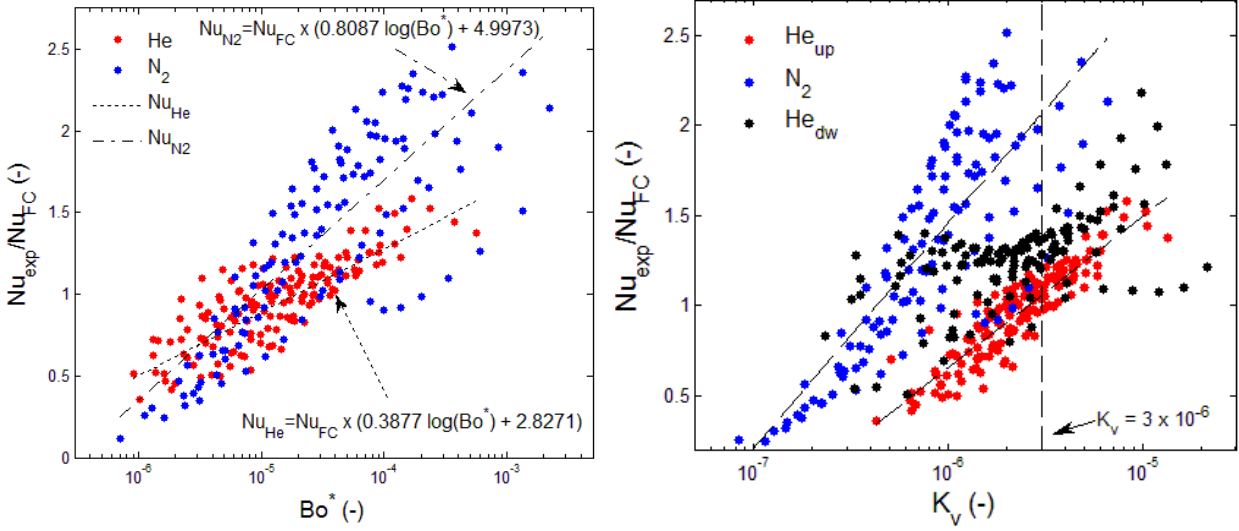 Nu_N2=Nu_FC x (0.8087 log(Bo*) + 4.9973)
He
N₂
Nu_He
Nu_N2
Nu_He=Nu_FC x (0.3877 log(Bo*) + 2.8271)
2.5
2
1.5
1
0.5
0
10⁻⁶
10⁻⁵
10⁻⁴
10⁻³
Nu_exp/Nu_FC (-)
Bo* (-)
He_up
N₂
He_dw
K_v = 3 x 10⁻⁶
2.5
2
1.5
1
0.5
10⁻⁷
10⁻⁶
10⁻⁵
Nu_exp/Nu_FC (-)
K_v (-)